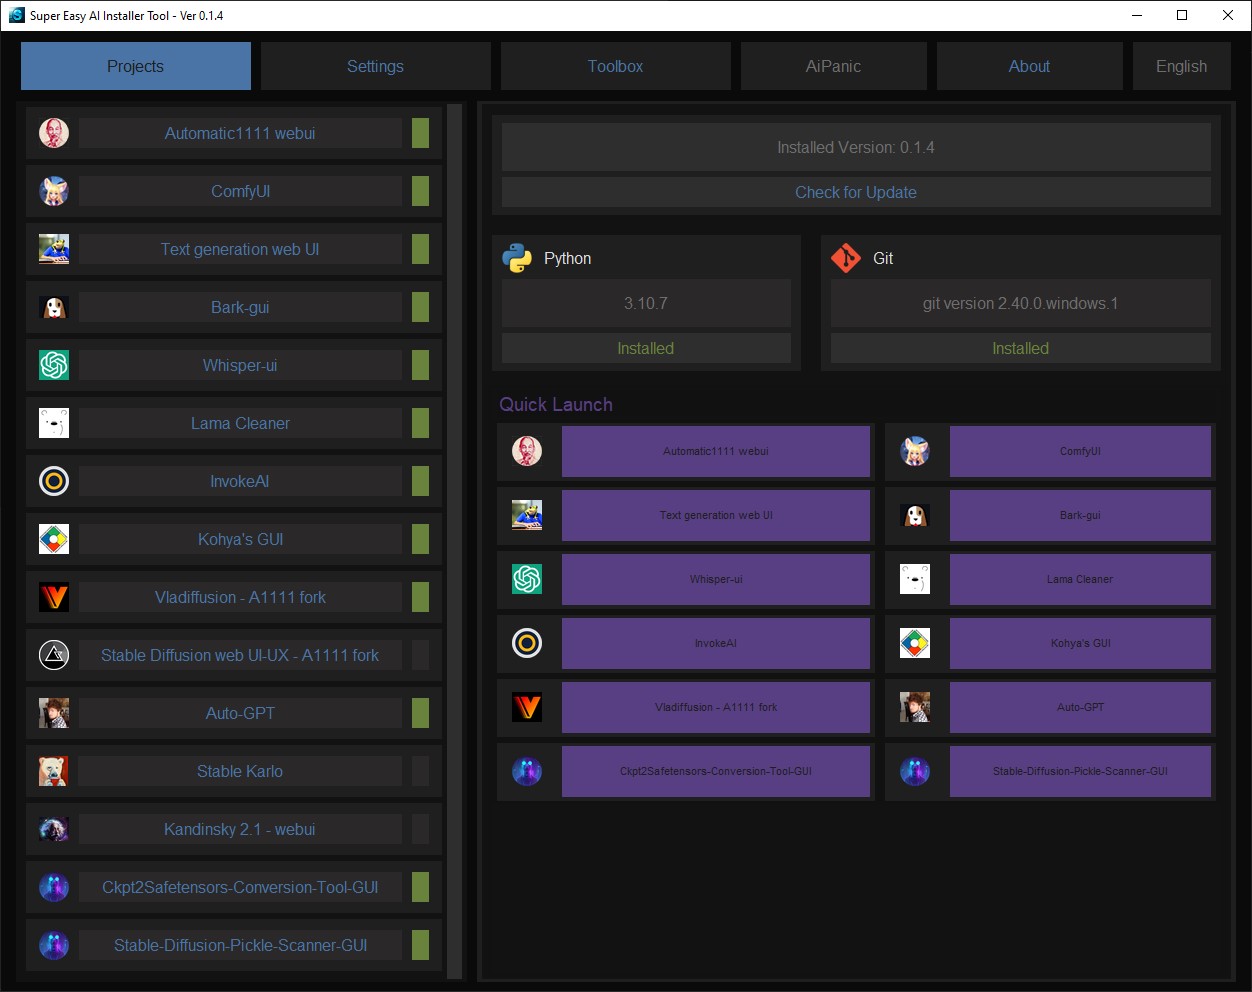 Super Easy AI Installer Tool - Ver 0.1.4
Projects
Settings
Toolbox
AiPanic
About
English
Automatic1111 webui
ComfyUI
Text generation web UI
Bark-gui
Whisper-ui
Lama Cleaner
InvokeAI
Kohya's GUI
Vladiffusion - A1111 fork
Stable Diffusion web UI-UX - A1111 fork
Auto-GPT
Stable Karlo
Kandinsky 2.1 - webui
Ckpt2Safetensors-Conversion-Tool-GUI
Stable-Diffusion-Pickle-Scanner-GUI
Installed Version: 0.1.4
Check for Update
Python
3.10.7
Installed
Git
git version 2.40.0.windows.1
Installed
Quick Launch
Automatic1111 webui
ComfyUI
Text generation web UI
Bark-gui
Whisper-ui
Lama Cleaner
InvokeAI
Kohya's GUI
Vladiffusion - A1111 fork
Auto-GPT
Ckpt2Safetensors-Conversion-Tool-GUI
Stable-Diffusion-Pickle-Scanner-GUI